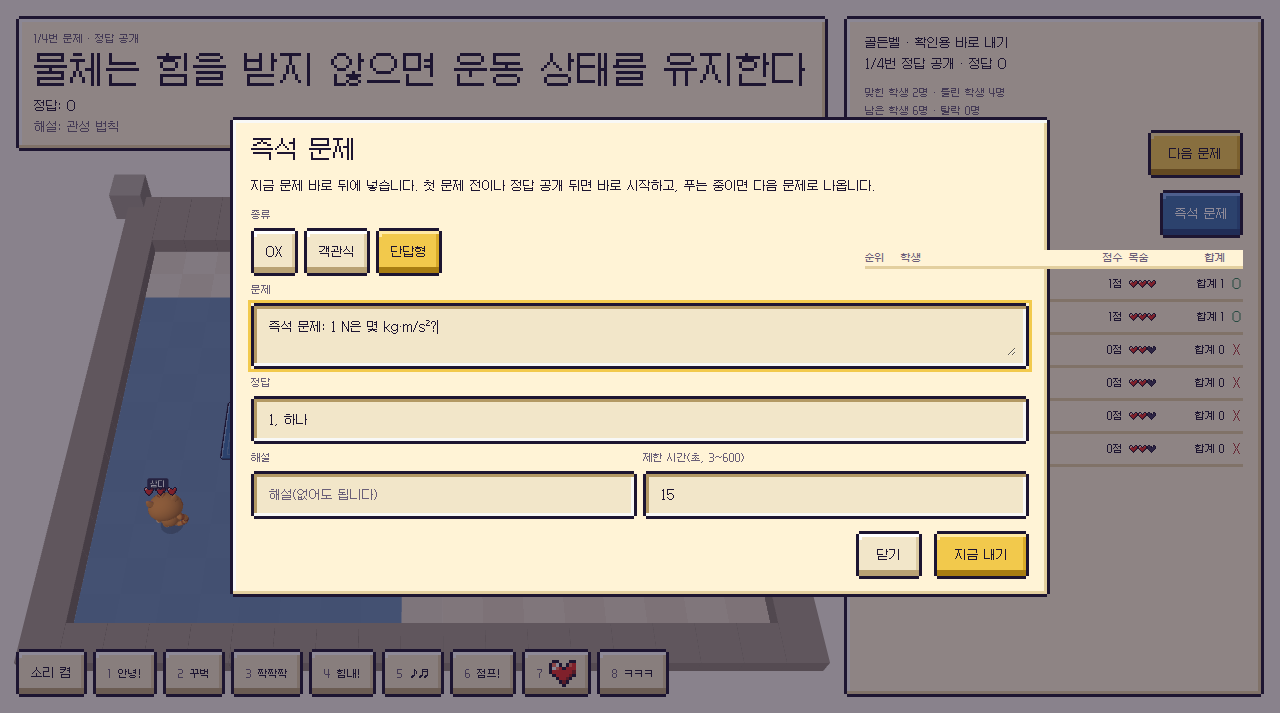 1/4번 문제 · 정답 공개
물체는 힘을 받지 않으면 운동 상태를 유지한다
정답: O
해설: 관성 법칙
골든벨 · 확인용 바로 내기
1/4번 정답 공개 · 정답 O
맞힌 학생 2명 · 틀린 학생 4명
남은 학생 6명 · 탈락 0명
다음 문제
즉석 문제
순위 학생 점수 목숨 합계
1점 합계 1 O
1점 합계 1 O
0점 합계 0 X
0점 합계 0 X
0점 합계 0 X
0점 합계 0 X
즉석 문제
지금 문제 바로 뒤에 넣습니다. 첫 문제 전이나 정답 공개 뒤면 바로 시작하고, 푸는 중이면 다음 문제로 나옵니다.
종류
OX 객관식 단답형
문제
즉석 문제: 1 N은 몇 kg·m/s²?
정답
1, 하나
해설 제한 시간(초, 3~600)
해설(없어도 됩니다) 15
닫기 지금 내기
소리 켬 1 안녕! 2 꾸벅 3 짝짝짝 4 힘내! 5 ♪♬ 6 점프! 7 8 ㅋㅋㅋ